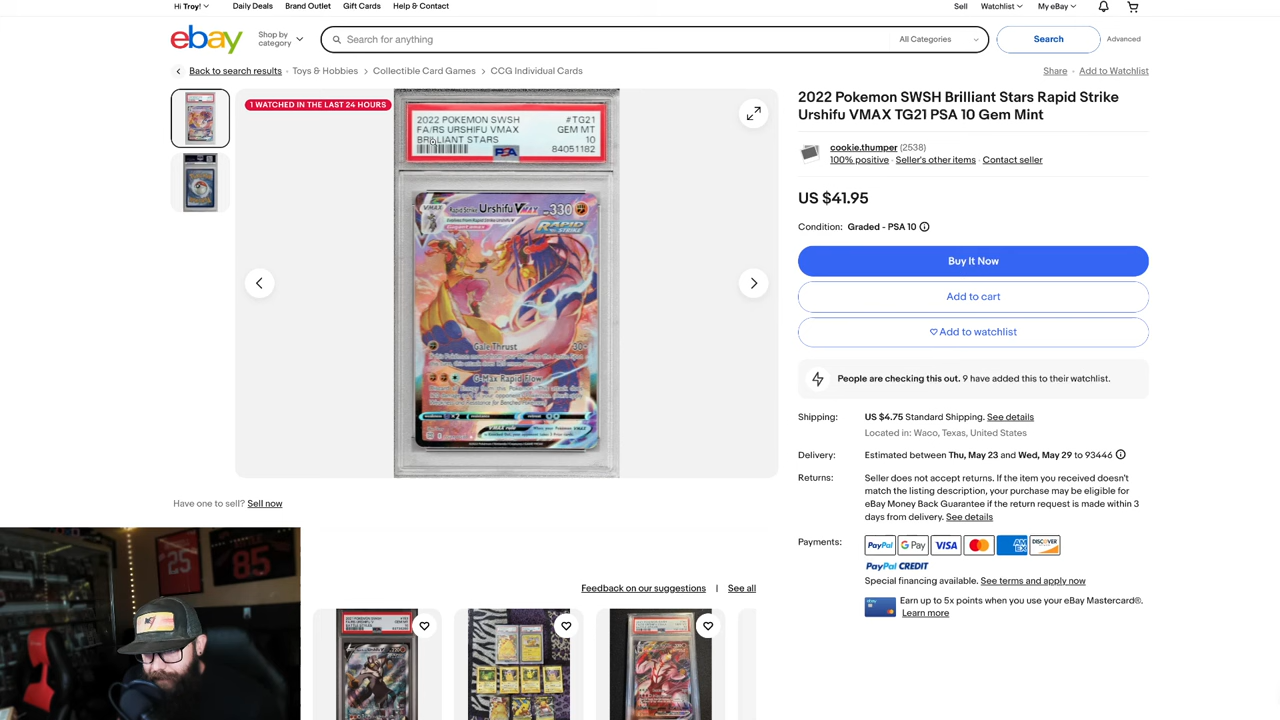 Hi Troy!
Daily Deals
Brand Outlet
Gift Cards
Help & Contact
Sell
Watchlist
My eBay
ebay
Shop by
category
Search for anything
All Categories
Search
Advanced
Back to search results
Toys & Hobbies
Collectible Card Games
CCG Individual Cards
Share
Add to Watchlist
1 WATCHED IN THE LAST 24 HOURS
2022 POKEMON SWSH #TG21
FA/RS URSHIFU VMAX GEM MT
BRILLIANT STARS 10
PSA 84051182
VMAX Rapid Strike Urshifu VMAX 330
RAPID
STRIKE
Gale Thrust 30
G-Max Rapid Flow
2022 Pokemon SWSH Brilliant Stars Rapid Strike
Urshifu VMAX TG21 PSA 10 Gem Mint
cookie.thumper (2538)
100% positive · Seller's other items · Contact seller
US $41.95
Condition: Graded - PSA 10
Buy It Now
Add to cart
Add to watchlist
People are checking this out. 9 have added this to their watchlist.
Shipping: US $4.75 Standard Shipping. See details
Located in: Waco, Texas, United States
Delivery: Estimated between Thu, May 23 and Wed, May 29 to 93446
Returns: Seller does not accept returns. If the item you received doesn't
match the listing description, your purchase may be eligible for
eBay Money Back Guarantee if the return request is made within 3
days from delivery. See details
Payments: PayPal G Pay VISA AM EX DISCOVER
PayPal CREDIT
Special financing available. See terms and apply now
Earn up to 5x points when you use your eBay Mastercard®.
Learn more
Have one to sell? Sell now
Feedback on our suggestions | See all
25
85